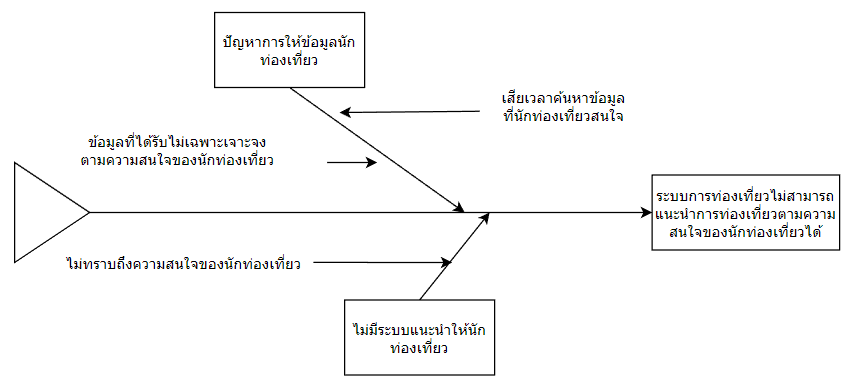 ปัญหาการให้ข้อมูลนัก
ท่องเที่ยว
เสียเวลาค้นหาข้อมูล
ที่นักท่องเที่ยวสนใจ
ข้อมูลที่ได้รับไม่เฉพาะเจาะจง
ตามความสนใจของนักท่องเที่ยว
ระบบการท่องเที่ยวไม่สามารถ
แนะนำการท่องเที่ยวตามความ
สนใจของนักท่องเที่ยวได้
ไม่ทราบถึงความสนใจของนักท่องเที่ยว
ไม่มีระบบแนะนำให้นัก
ท่องเที่ยว